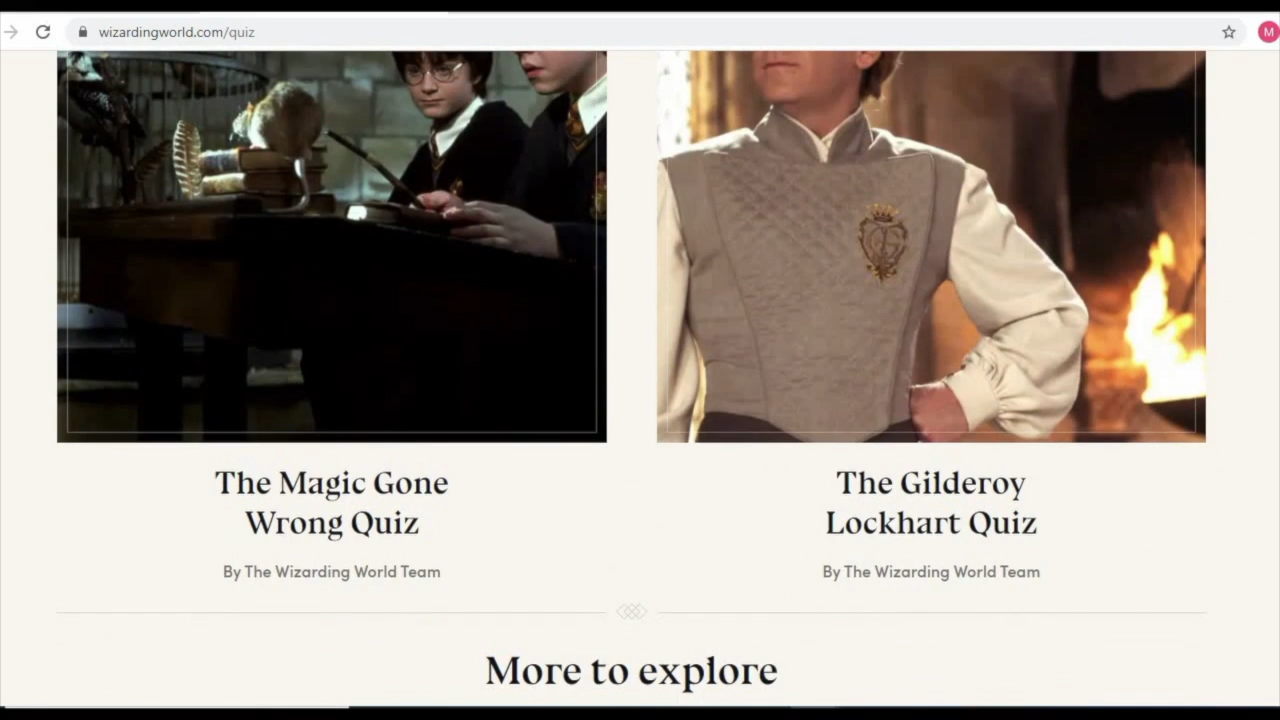 wizardingworld.com/quiz
M
The Magic Gone
Wrong Quiz
By The Wizarding World Team
The Gilderoy
Lockhart Quiz
By The Wizarding World Team
More to explore